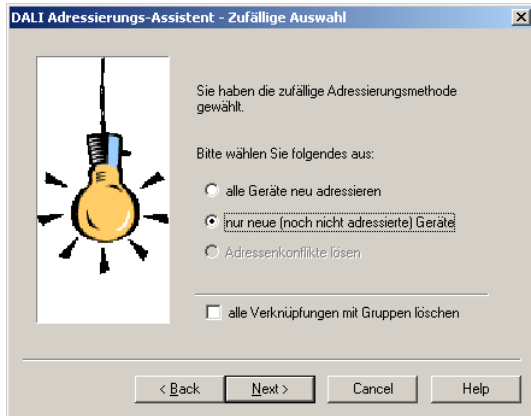 DALI Adressierungs-Assistent - Zufällige Auswahl
Sie haben die zufällige Adressierungsmethode
gewählt.
Bitte wählen Sie folgendes aus:
alle Geräte neu adressieren
nur neue (noch nicht adressierte) Geräte
Adressenkonflikte lösen
alle Verknüpfungen mit Gruppen löschen
< Back Next > Cancel Help